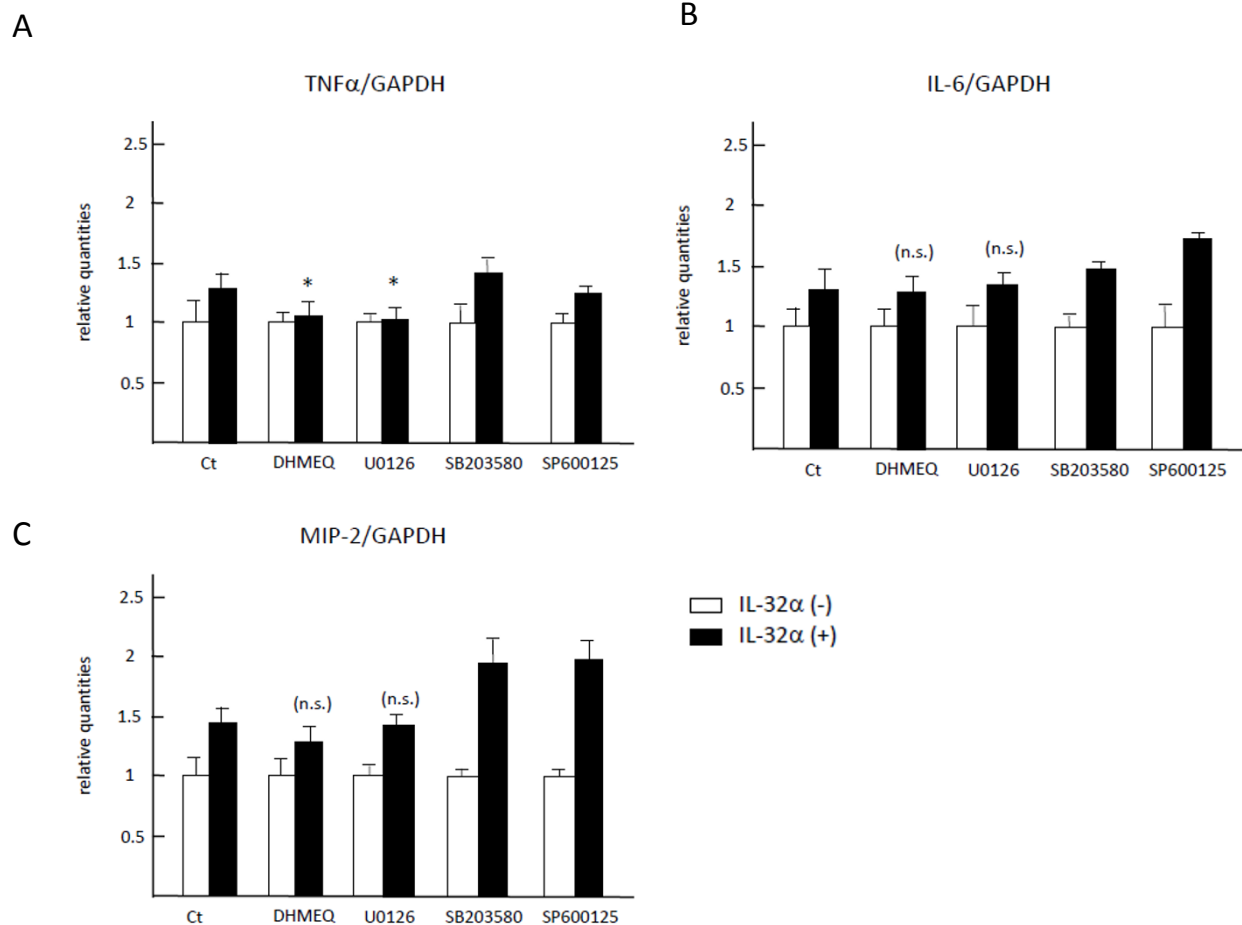 A
TNFα/GAPDH
relative quantities
2.5
2
1.5
1
0.5
*
*
Ct
DHMEQ
U0126
SB203580
SP600125
B
IL-6/GAPDH
relative quantities
2.5
2
1.5
1
0.5
(n.s.)
(n.s.)
Ct
DHMEQ
U0126
SB203580
SP600125
C
MIP-2/GAPDH
relative quantities
2.5
2
1.5
1
0.5
(n.s.)
(n.s.)
Ct
DHMEQ
U0126
SB203580
SP600125
IL-32α (-)
IL-32α (+)